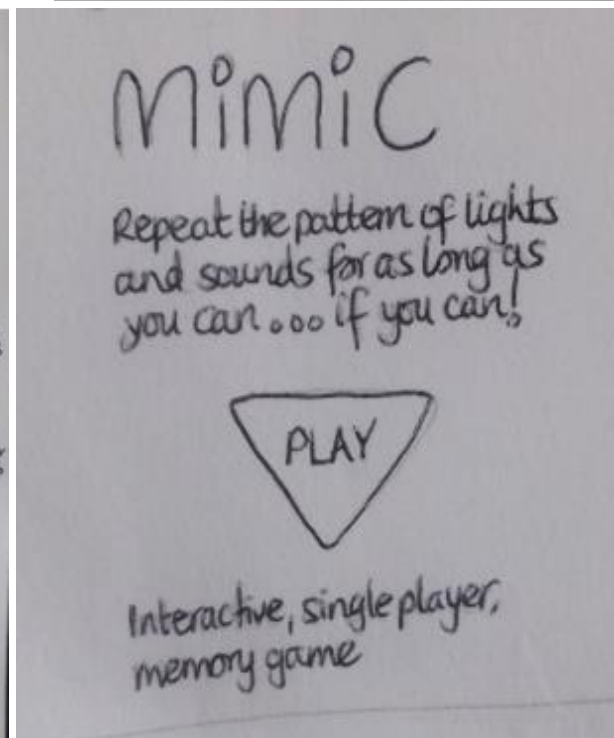 MiMiC
Repeat the pattern of lights
and sounds for as long as
you can... if you can!
PLAY
Interactive, single player,
memory game